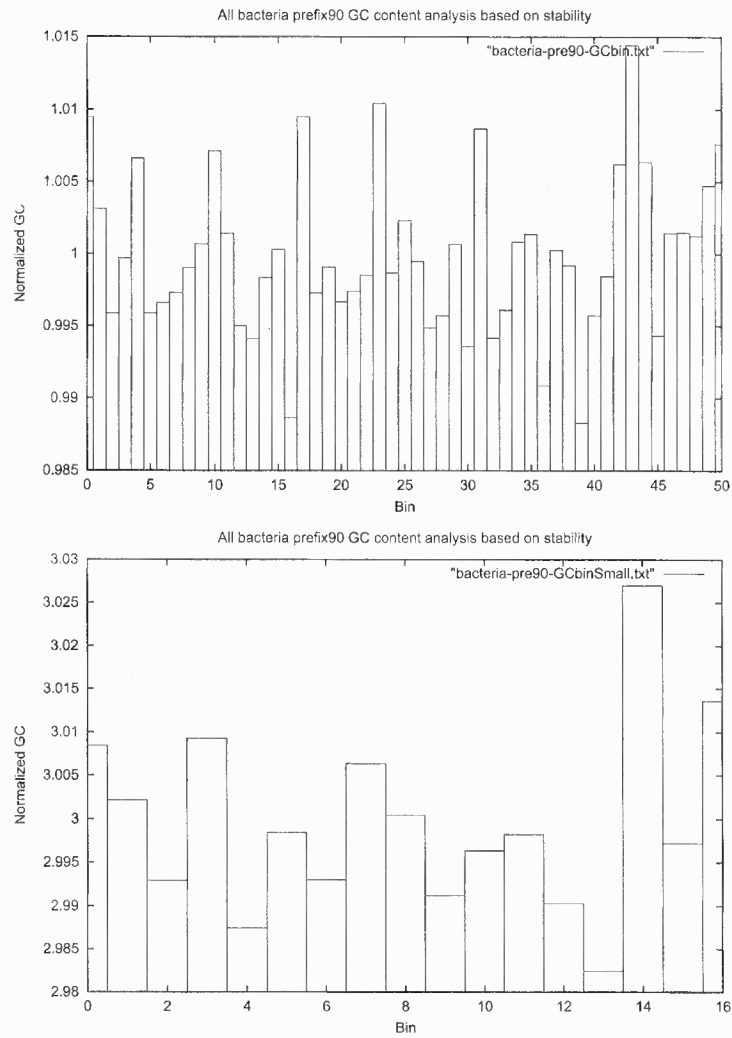 All bacteria prefix90 GC content analysis based on stability
"bacteria-pre90-GCbin.txt"
1.015
1.01
1.005
1
0.995
0.99
0.985
Normalized GC
0 5 10 15 20 25 30 35 40 45 50
Bin
All bacteria prefix90 GC content analysis based on stability
"bacteria-pre90-GCbinSmall.txt"
3.03
3.025
3.02
3.015
3.01
3.005
3
2.995
2.99
2.985
2.98
Normalized GC
0 2 4 6 8 10 12 14 16
Bin